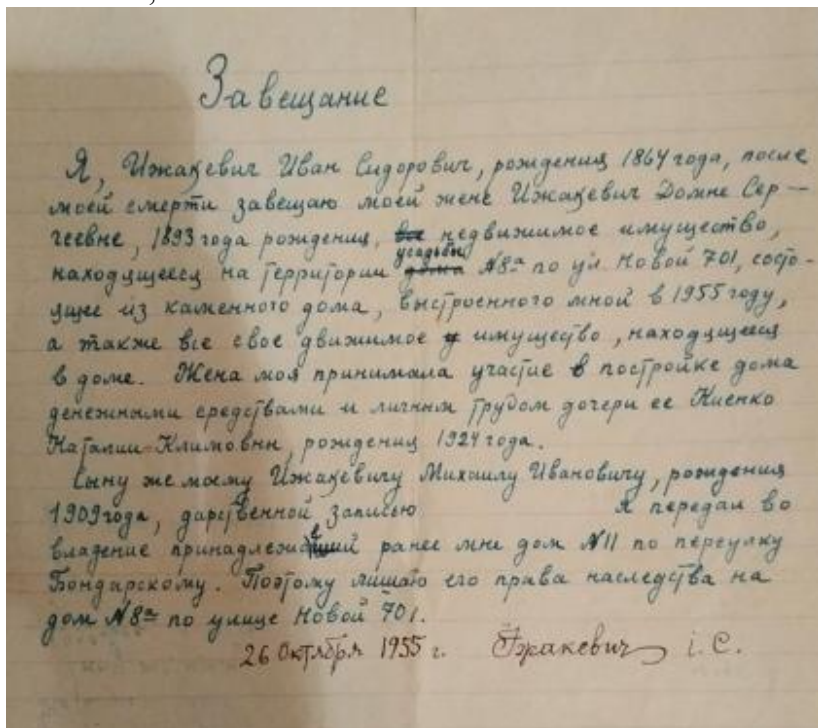 Завещание
Я, Ижакевич Иван Сидорович, рождения 1864 года, после
моей смерти завещаю моей жене Ижакевич Домне Сер-
геевне, 1893 года рождения, все недвижимое имущество,
усадьбы
находящееся на территории дома №8а по ул. Новой 701, состо-
ящее из каменного дома, выстроенного мной в 1955 году,
а также все свое движимое имущество, находящееся
в доме. Жена моя принимала участие в постройке дома
денежными средствами и личным трудом дочери ее Киенко
Наталии Климовны, рождения 1924 года.
Сыну же моему Ижакевичу Михаилу Ивановичу, рождения
1909 года, дарственной записью я передал во
владение ранее мне дом №11 по переулку
Бондарскому. Поэтому лишаю его права наследства на
дом №8а по улице Новой 701.
26 Октября 1955 г. Їжакевич І. С.